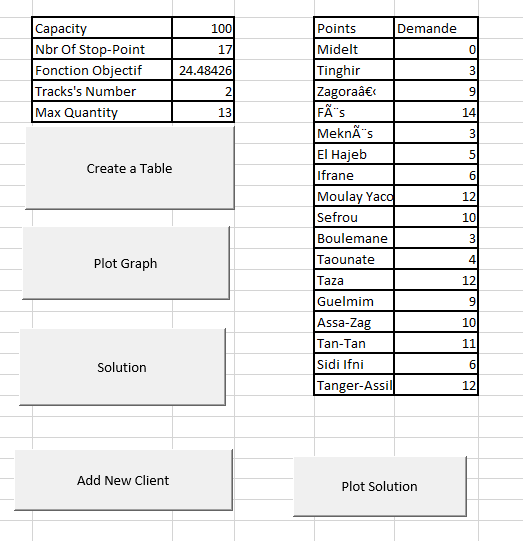 Capacity 100
Nbr Of Stop-Point 17
Fonction Objectif 24.48426
Tracks's Number 2
Max Quantity 13
Create a Table
Plot Graph
Solution
Add New Client
Points Demande
Midelt 0
Tinghir 3
Zagoraâ€‹ 9
FÃ¨s 14
MeknÃ¨s 3
El Hajeb 5
Ifrane 6
Moulay Yaco 12
Sefrou 10
Boulemane 3
Taounate 4
Taza 12
Guelmim 9
Assa-Zag 10
Tan-Tan 11
Sidi Ifni 6
Tanger-Assil 12
Plot Solution